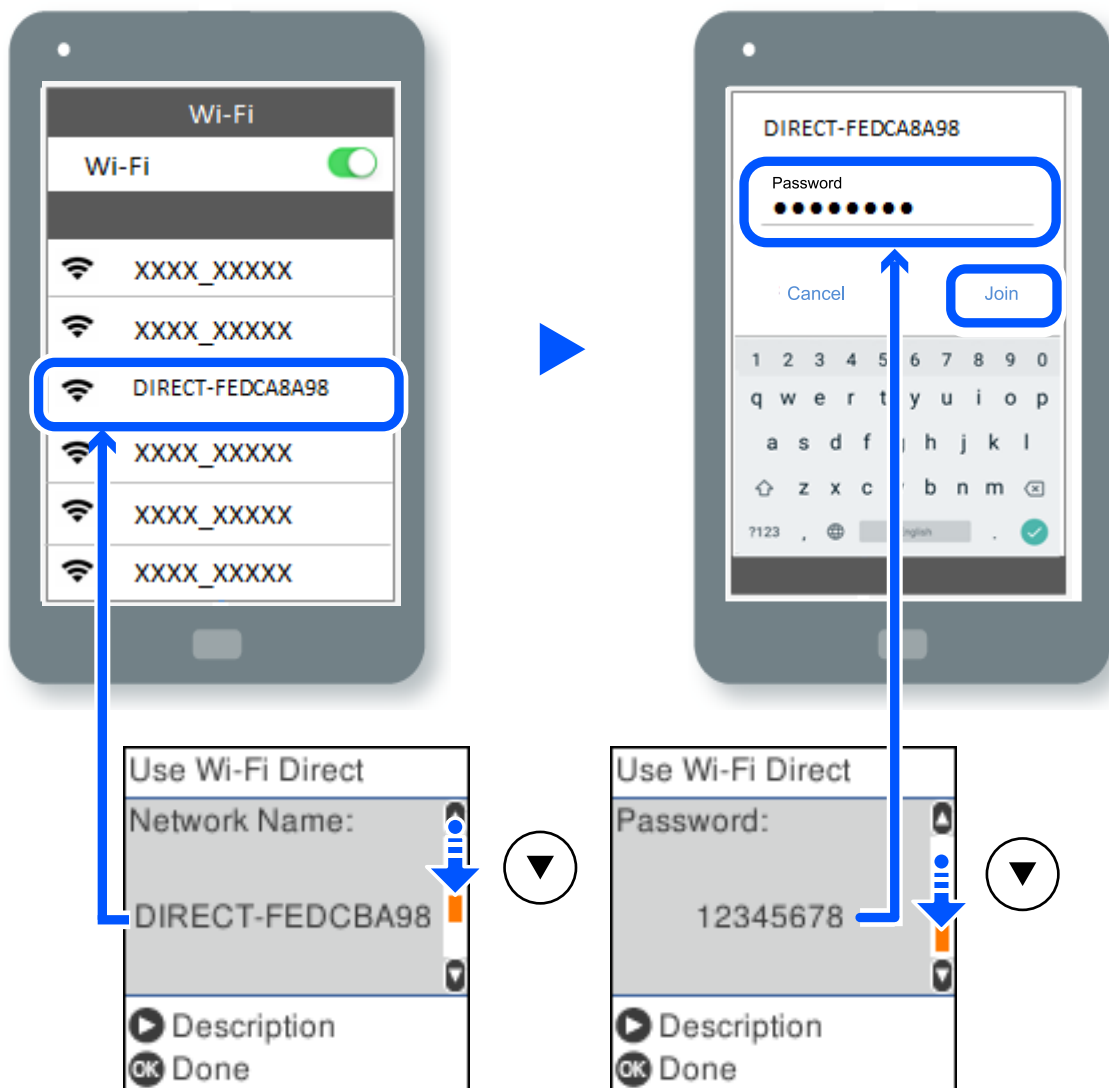 Wi-Fi
Wi-Fi
XXXX_XXXXX
XXXX_XXXXX
DIRECT-FEDCA8A98
XXXX_XXXXX
XXXX_XXXXX
XXXX_XXXXX
DIRECT-FEDCA8A98
Password
●●●●●●●●
Cancel Join
1 2 3 4 5 6 7 8 9 0
q w e r t y u i o p
a s d f h j k l
z x c b n m
?123 , .
Use Wi-Fi Direct
Network Name:
DIRECT-FEDCBA98
Description
OK Done
Use Wi-Fi Direct
Password:
12345678
Description
OK Done